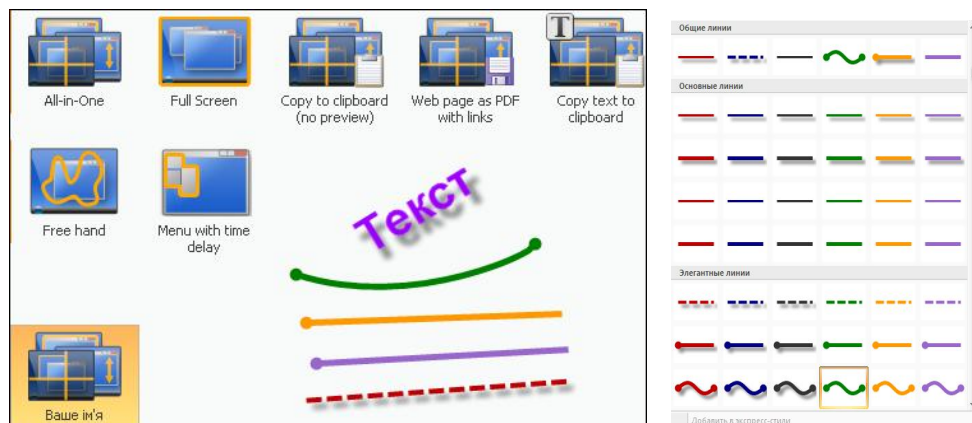 T
All-in-One
Full Screen
Copy to clipboard
(no preview)
Web page as PDF
with links
Copy text to
clipboard
Free hand
Menu with time
delay
Текст
Ваше ім'я
Общие линии
Основные линии
Элегантные линии
Добавить в экспресс-стили